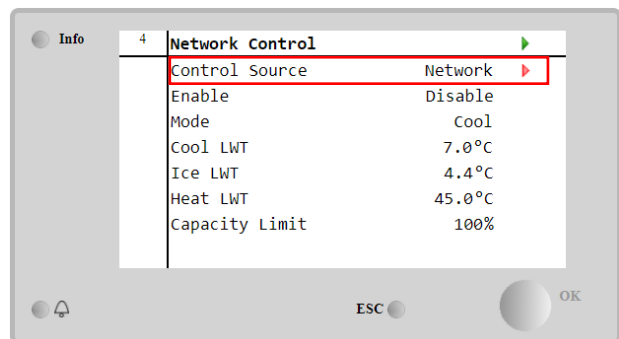 Info
4 Network Control
Control Source Network
Enable Disable
Mode Cool
Cool LWT 7.0°C
Ice LWT 4.4°C
Heat LWT 45.0°C
Capacity Limit 100%
ESC OK